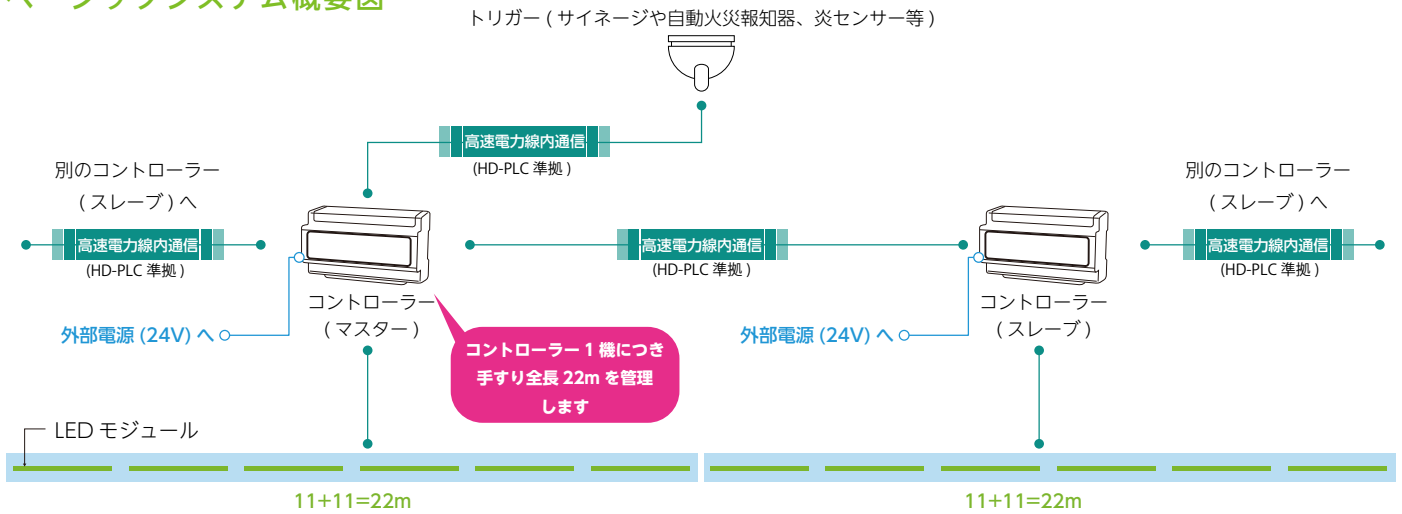 システム概要図
トリガー ( サイネージや自動火災報知器、炎センサー等 )
高速電力線内通信
(HD-PLC 準拠 )
別のコントローラー
( スレーブ ) へ
高速電力線内通信
(HD-PLC 準拠 )
高速電力線内通信
(HD-PLC 準拠 )
別のコントローラー
( スレーブ ) へ
高速電力線内通信
(HD-PLC 準拠 )
コントローラー
( マスター )
外部電源 (24V) へ
コントローラー 1 機につき
手すり全長 22m を管理
します
コントローラー
( スレーブ )
外部電源 (24V) へ
LED モジュール
11+11=22m
11+11=22m